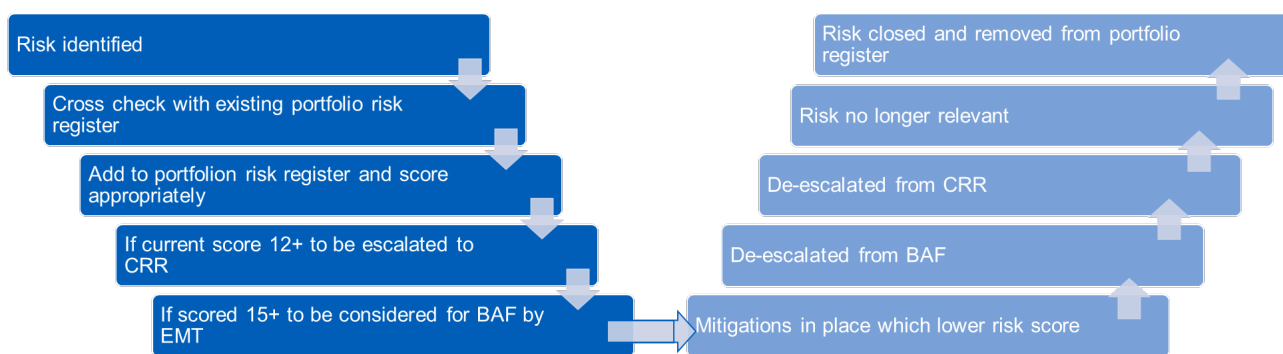 Risk identified
Cross check with existing portfolio risk
register
Add to portfolion risk register and score
appropriately
If current score 12+ to be escalated to
CRR
If scored 15+ to be considered for BAF by
EMT
Risk closed and removed from portfolio
register
Risk no longer relevant
De-escalated from CRR
De-escalated from BAF
Mitigations in place which lower risk score